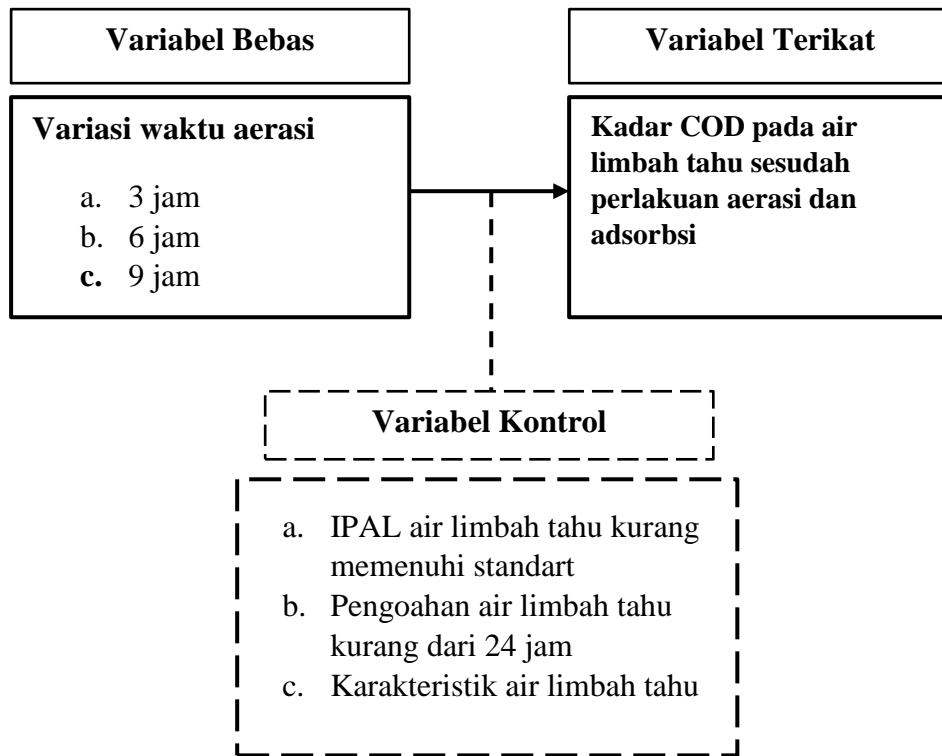 Variabel Bebas
Variabel Terikat
Variasi waktu aerasi
a. 3 jam
b. 6 jam
c. 9 jam
Kadar COD pada air
limbah tahu sesudah
perlakuan aerasi dan
adsorbsi
Variabel Kontrol
a. IPAL air limbah tahu kurang
memenuhi standart
b. Pengoahan air limbah tahu
kurang dari 24 jam
c. Karakteristik air limbah tahu